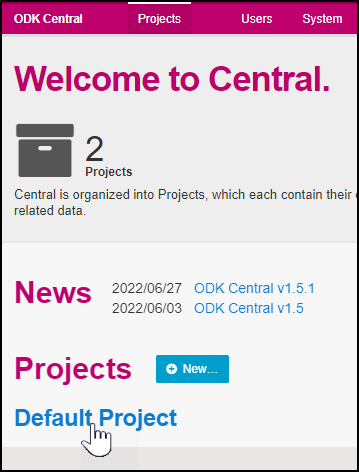 ODK Central Projects Users System
Welcome to Central.
2
Projects
Central is organized into Projects, which each contain their
related data.
News
2022/06/27 ODK Central v1.5.1
2022/06/03 ODK Central v1.5
Projects
New...
Default Project